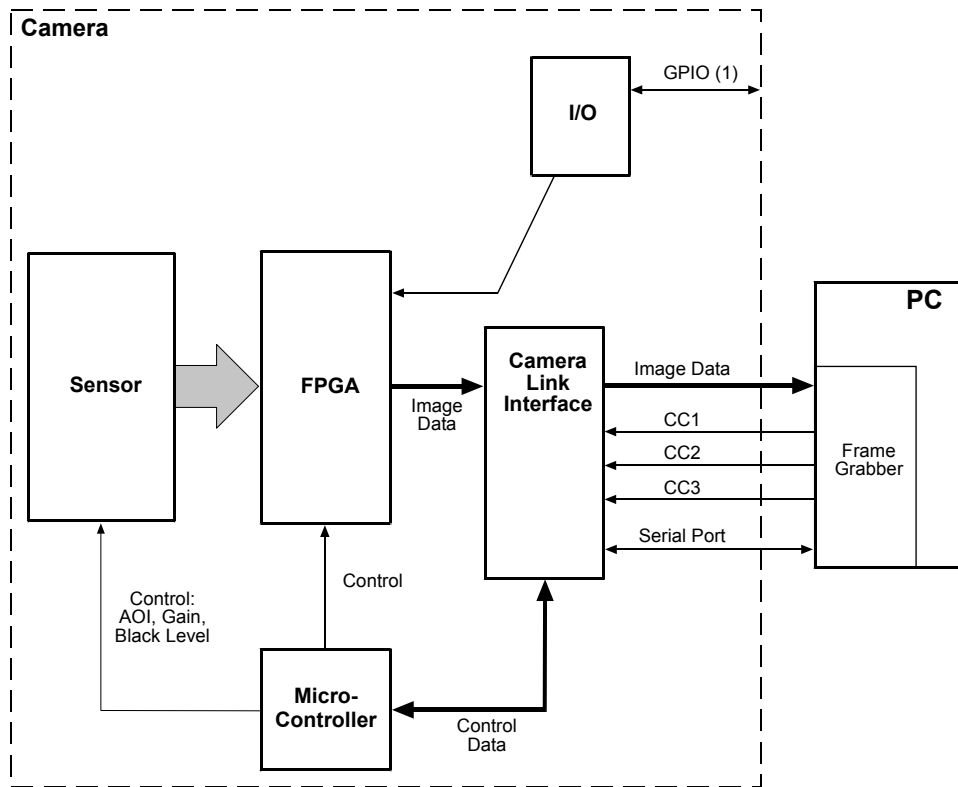 Camera
GPIO (1)
I/O
PC
Sensor
FPGA
Image
Data
Camera
Link
Interface
Image Data
CC1
CC2
CC3
Serial Port
Frame
Grabber
Control:
AOI, Gain,
Black Level
Control
Micro-
Controller
Control
Data